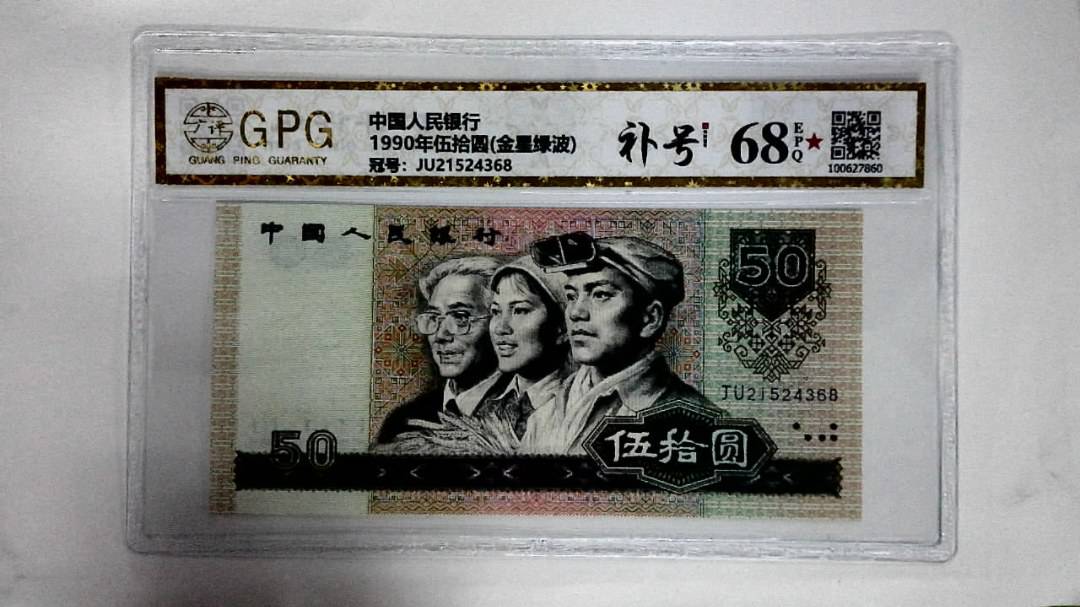 GPG
GUANG PING GUARANTY
中国人民银行
1990年伍拾圆(金星绿波)
冠号：JU21524368
补号
68
EPQ★
100627860
中国人民银行
50
JU21524368
50
伍拾圆